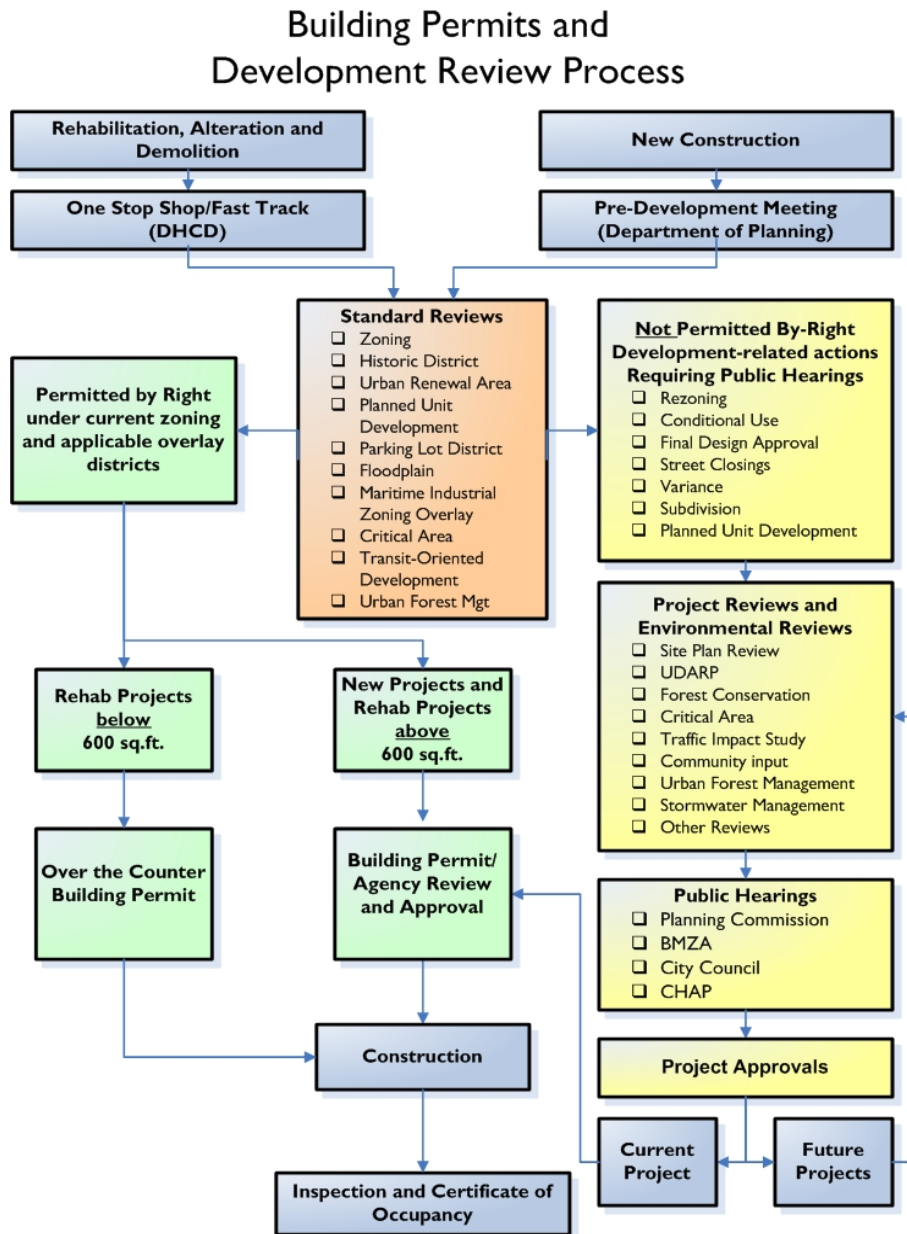 Building Permits and
Development Review Process
Rehabilitation, Alteration and
Demolition
New Construction
One Stop Shop/Fast Track
(DHCD)
Pre-Development Meeting
(Department of Planning)
Standard Reviews
Zoning
Historic District
Urban Renewal Area
Planned Unit
Development
Parking Lot District
Floodplain
Maritime Industrial
Zoning Overlay
Critical Area
Transit-Oriented
Development
Urban Forest Mgt
Not Permitted By-Right
Development-related actions
Requiring Public Hearings
Rezoning
Conditional Use
Final Design Approval
Street Closings
Variance
Subdivision
Planned Unit Development
Permitted by Right
under current zoning
and applicable overlay
districts
Project Reviews and
Environmental Reviews
Site Plan Review
UDARP
Forest Conservation
Critical Area
Traffic Impact Study
Community input
Urban Forest Management
Stormwater Management
Other Reviews
Rehab Projects
below
600 sq.ft.
New Projects and
Rehab Projects
above
600 sq.ft.
Over the Counter
Building Permit
Building Permit/
Agency Review
and Approval
Public Hearings
Planning Commission
BMZA
City Council
CHAP
Construction
Project Approvals
Current
Project
Future
Projects
Inspection and Certificate of
Occupancy